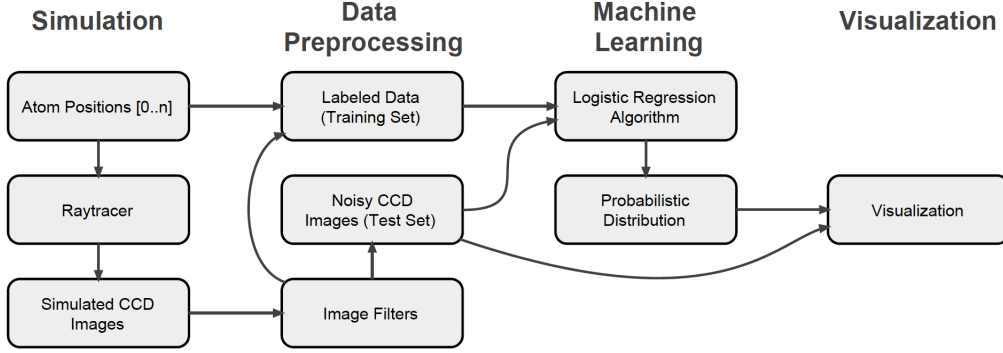 Simulation
Data
Preprocessing
Machine
Learning
Visualization
Atom Positions [0..n]
Labeled Data
(Training Set)
Logistic Regression
Algorithm
Raytracer
Noisy CCD
Images (Test Set)
Probabilistic
Distribution
Visualization
Simulated CCD
Images
Image Filters